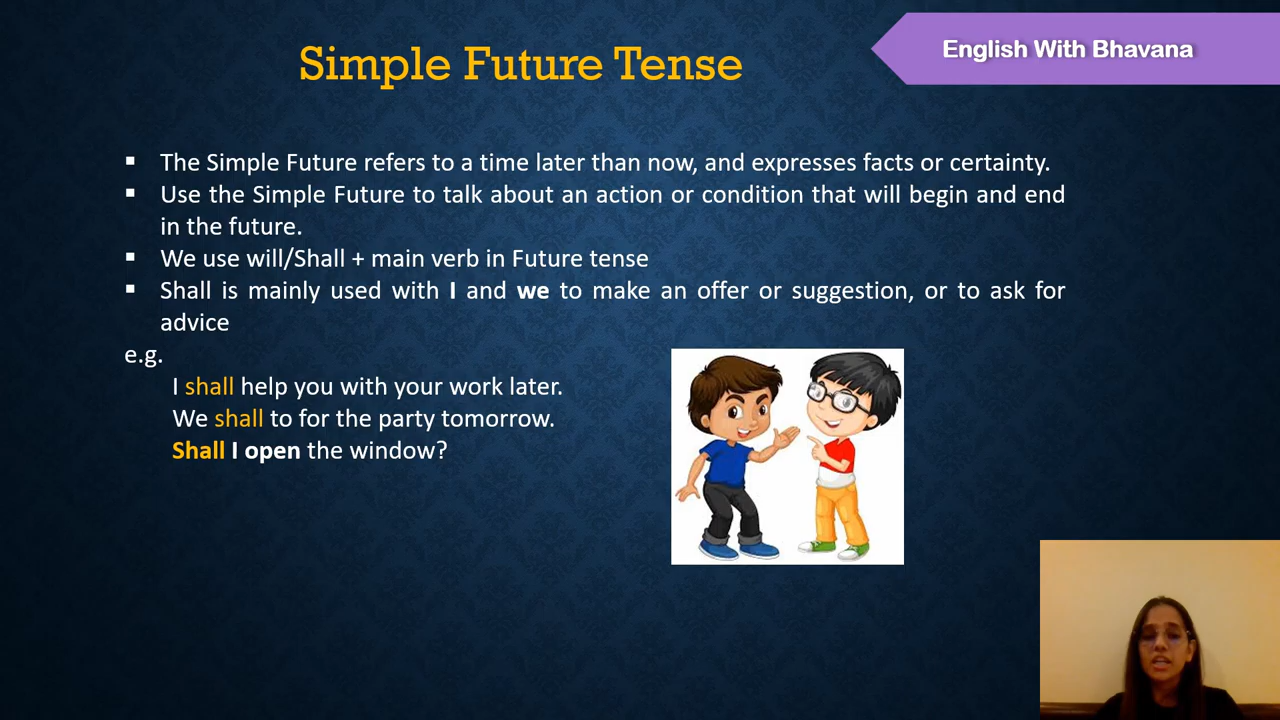 Simple Future Tense
English With Bhavana
▪ The Simple Future refers to a time later than now, and expresses facts or certainty.
▪ Use the Simple Future to talk about an action or condition that will begin and end
in the future.
▪ We use will/Shall + main verb in Future tense
▪ Shall is mainly used with I and we to make an offer or suggestion, or to ask for
advice
e.g.
I shall help you with your work later.
We shall to for the party tomorrow.
Shall I open the window?